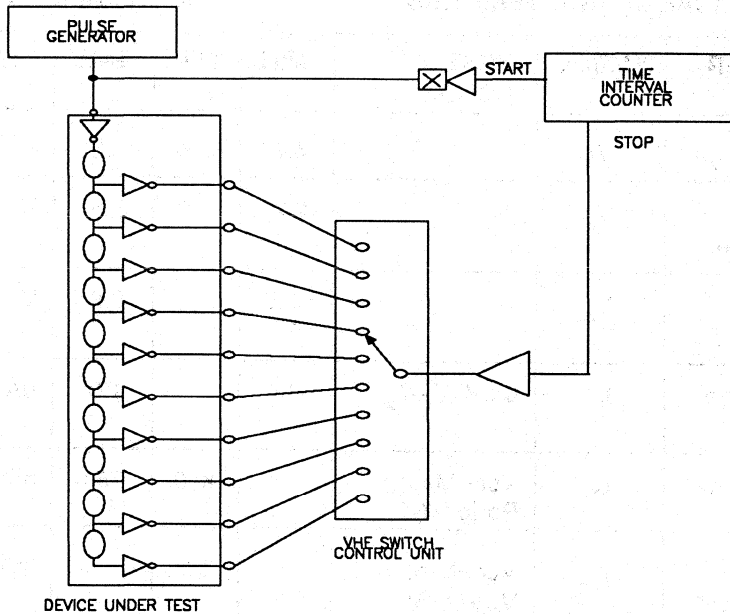 PULSE
GENERATOR
START
TIME
INTERVAL
COUNTER
STOP
VHF SWITCH
CONTROL UNIT
DEVICE UNDER TEST